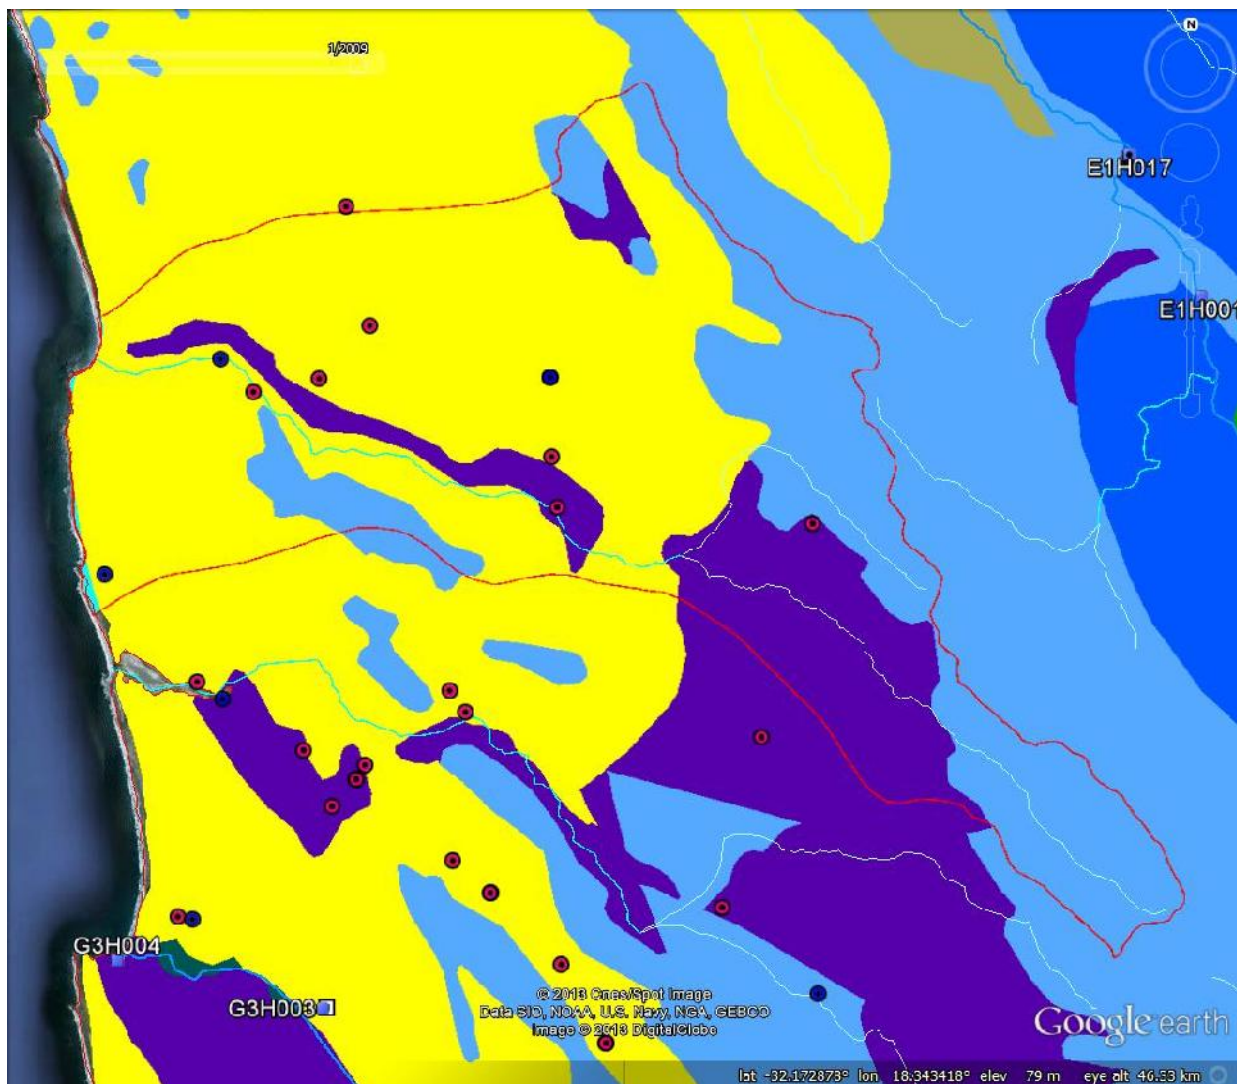 1/2009
N
E1H017
E1H001
G3H004
G3H003
© 2013 Cnes/Spot Image
Data SIO, NOAA, U.S. Navy, NGA, GEBCO
Image © 2013 DigitalGlobe
Google earth
lat -32.172873° lon 18.343418° elev 79 m eye alt 46.33 km